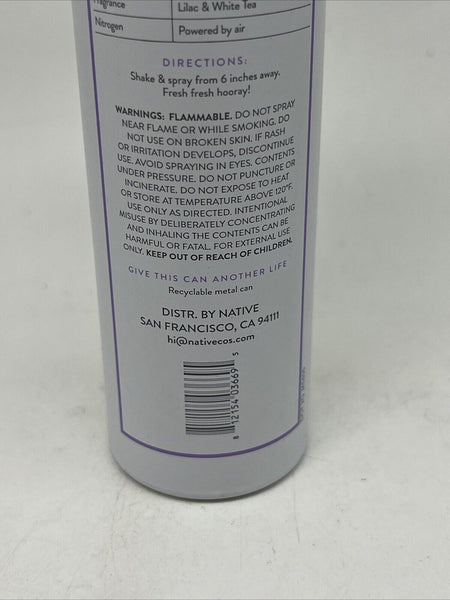 Fragrance Lilac & White Tea
Nitrogen Powered by air
DIRECTIONS:
Shake & spray from 6 inches away.
Fresh fresh hooray!
WARNINGS: FLAMMABLE. DO NOT SPRAY
NEAR FLAME OR WHILE SMOKING. DO
NOT USE ON BROKEN SKIN. IF RASH
OR IRRITATION DEVELOPS, DISCONTINUE
USE. AVOID SPRAYING IN EYES. CONTENTS
UNDER PRESSURE. DO NOT PUNCTURE OR
INCINERATE. DO NOT EXPOSE TO HEAT
OR STORE AT TEMPERATURE ABOVE 120°F.
USE ONLY AS DIRECTED. INTENTIONAL
MISUSE BY DELIBERATELY CONCENTRATING
AND INHALING THE CONTENTS CAN BE
HARMFUL OR FATAL. FOR EXTERNAL USE
ONLY. KEEP OUT OF REACH OF CHILDREN.
GIVE THIS CAN ANOTHER LIFE
Recyclable metal can
DISTR. BY NATIVE
SAN FRANCISCO, CA 94111
hi@nativecos.com
8 12154 03669 5